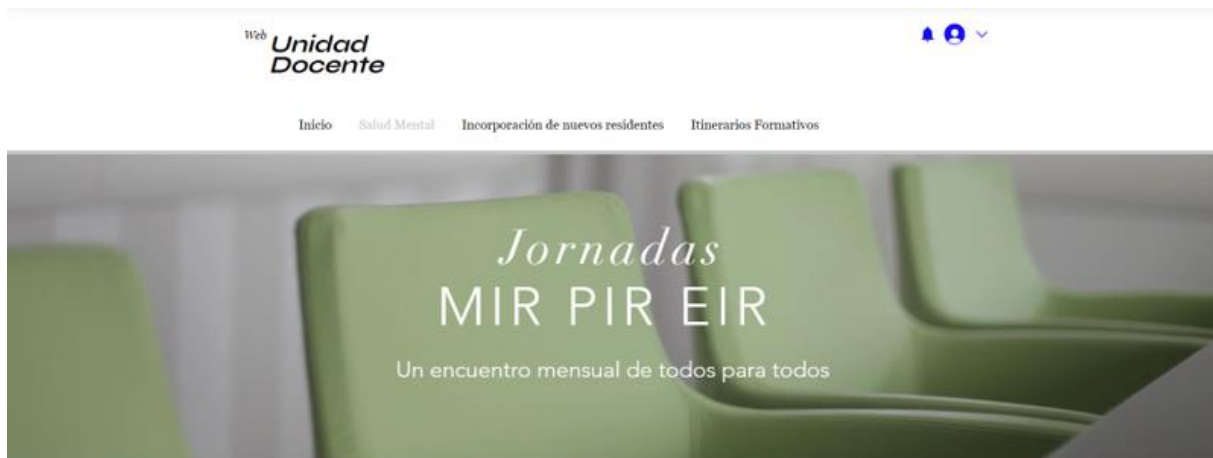 Web
Unidad
Docente
Inicio Salud Mental Incorporación de nuevos residentes Itinerarios Formativos
Jornadas
MIR PIR EIR
Un encuentro mensual de todos para todos